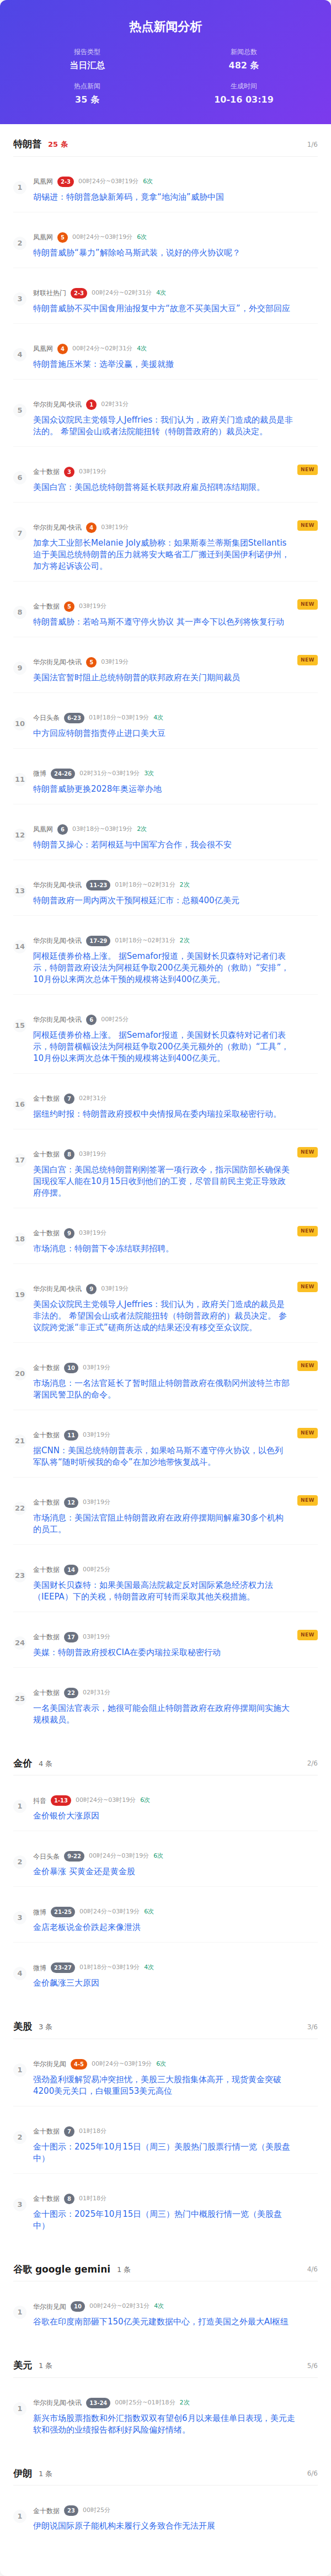 热点新闻分析
报告类型
新闻总数
当日汇总
482 条
热点新闻
生成时间
35 条
10-16 03:19
特朗普 25 条
1/6
1
凤凰网 2-3 00时24分~03时19分 6次
胡锡进：特朗普急缺新筹码，竟拿“地沟油”威胁中国
2
凤凰网 5 00时24分~03时19分 6次
特朗普威胁“暴力”解除哈马斯武装，说好的停火协议呢？
3
财联社热门 2-3 00时24分~02时31分 4次
特朗普威胁不买中国食用油报复中方“故意不买美国大豆”，外交部回应
4
凤凰网 4 00时24分~02时31分 4次
特朗普施压米莱：选举没赢，美援就撤
5
华尔街见闻-快讯 1 02时31分
美国众议院民主党领导人Jeffries：我们认为，政府关门造成的裁员是非
法的。 希望国会山或者法院能扭转（特朗普政府的）裁员决定。
6
金十数据 3 03时19分
NEW
美国白宫：美国总统特朗普将延长联邦政府雇员招聘冻结期限。
7
华尔街见闻-快讯 4 03时19分
NEW
加拿大工业部长Melanie Joly威胁称：如果斯泰兰蒂斯集团Stellantis
迫于美国总统特朗普的压力就将安大略省工厂搬迁到美国伊利诺伊州，
加方将起诉该公司。
8
金十数据 5 03时19分
NEW
特朗普威胁：若哈马斯不遵守停火协议 其一声令下以色列将恢复行动
9
华尔街见闻-快讯 5 03时19分
NEW
美国法官暂时阻止总统特朗普的联邦政府在关门期间裁员
10
今日头条 6-23 01时18分~03时19分 4次
中方回应特朗普指责停止进口美大豆
11
微博 24-26 02时31分~03时19分 3次
特朗普威胁更换2028年奥运举办地
12
凤凰网 6 03时18分~03时19分 2次
特朗普又操心：若阿根廷与中国军方合作，我会很不安
13
华尔街见闻-快讯 11-23 01时18分~02时31分 2次
特朗普政府一周内两次干预阿根廷汇市：总额400亿美元
14
华尔街见闻-快讯 17-29 01时18分~02时31分 2次
阿根廷债券价格上涨。 据Semafor报道，美国财长贝森特对记者们表
示，特朗普政府设法为阿根廷争取200亿美元额外的（救助）“安排”，
10月份以来两次总体干预的规模将达到400亿美元。
15
华尔街见闻-快讯 6 00时25分
阿根廷债券价格上涨。 据Semafor报道，美国财长贝森特对记者们表
示，特朗普横幅设法为阿根廷争取200亿美元额外的（救助）“工具”，
10月份以来两次总体干预的规模将达到400亿美元。
16
金十数据 7 02时31分
据纽约时报：特朗普政府授权中央情报局在委内瑞拉采取秘密行动。
17
金十数据 8 03时19分
NEW
美国白宫：美国总统特朗普刚刚签署一项行政令，指示国防部长确保美
国现役军人能在10月15日收到他们的工资，尽管目前民主党正导致政
府停摆。
18
金十数据 9 03时19分
NEW
市场消息：特朗普下令冻结联邦招聘。
19
华尔街见闻-快讯 9 03时19分
NEW
美国众议院民主党领导人Jeffries：我们认为，政府关门造成的裁员是
非法的。 希望国会山或者法院能扭转（特朗普政府的）裁员决定。 参
议院跨党派“非正式”磋商所达成的结果还没有移交至众议院。
20
金十数据 10 03时19分
NEW
市场消息：一名法官延长了暂时阻止特朗普政府在俄勒冈州波特兰市部
署国民警卫队的命令。
21
金十数据 11 03时19分
NEW
据CNN：美国总统特朗普表示，如果哈马斯不遵守停火协议，以色列
军队将“随时听候我的命令”在加沙地带恢复战斗。
22
金十数据 12 03时19分
NEW
市场消息：美国法官阻止特朗普政府在政府停摆期间解雇30多个机构
的员工。
23
金十数据 14 00时25分
美国财长贝森特：如果美国最高法院裁定反对国际紧急经济权力法
（IEEPA）下的关税，特朗普政府可转而采取其他关税措施。
24
金十数据 17 03时19分
NEW
美媒：特朗普政府授权CIA在委内瑞拉采取秘密行动
25
金十数据 22 02时31分
一名美国法官表示，她很可能会阻止特朗普政府在政府停摆期间实施大
规模裁员。
金价 4 条
2/6
1
抖音 1-13 00时24分~03时19分 6次
金价银价大涨原因
2
今日头条 9-22 00时24分~03时19分 6次
金价暴涨 买黄金还是黄金股
3
微博 21-25 00时24分~03时19分 6次
金店老板说金价跌起来像泄洪
4
微博 23-27 01时18分~03时19分 4次
金价飙涨三大原因
美股 3 条
3/6
1
华尔街见闻 4-5 00时24分~03时19分 6次
强劲盈利缓解贸易冲突担忧，美股三大股指集体高开，现货黄金突破
4200美元关口，白银重回53美元高位
2
金十数据 7 01时18分
金十图示：2025年10月15日（周三）美股热门股票行情一览（美股盘
中）
3
金十数据 8 01时18分
金十图示：2025年10月15日（周三）热门中概股行情一览（美股盘
中）
谷歌 google gemini 1 条
4/6
1
华尔街见闻 10 00时24分~02时31分 4次
谷歌在印度南部砸下150亿美元建数据中心，打造美国之外最大AI枢纽
美元 1 条
5/6
1
华尔街见闻-快讯 13-24 00时25分~01时18分 2次
新兴市场股票指数和外汇指数双双有望创6月以来最佳单日表现，美元走
软和强劲的业绩报告都利好风险偏好情绪。
伊朗 1 条
6/6
1
金十数据 23 00时25分
伊朗说国际原子能机构未履行义务致合作无法开展